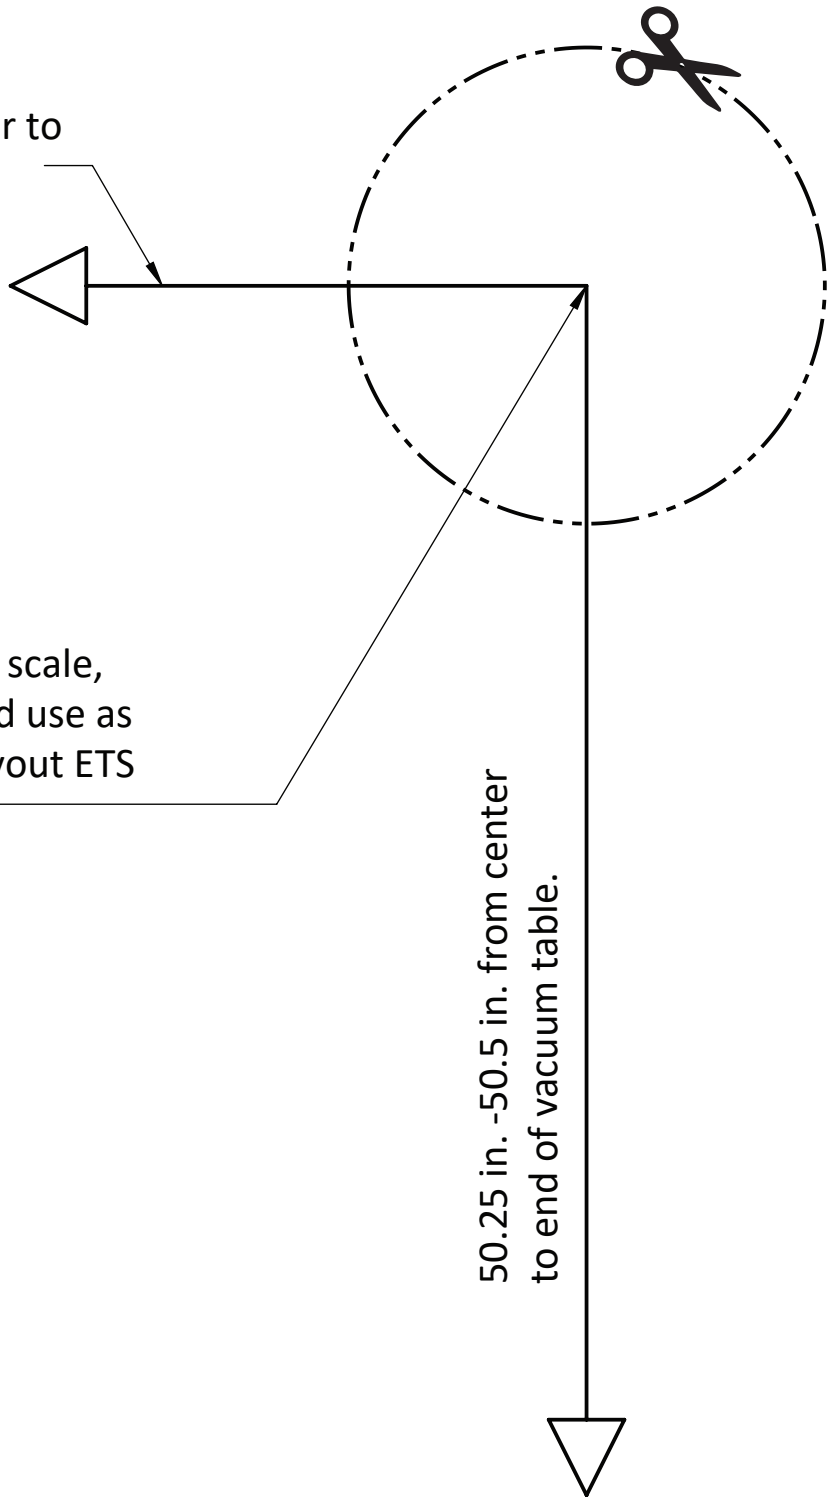 r to
scale,
d use as
yout ETS
50.25 in. -50.5 in. from center
to end of vacuum table.